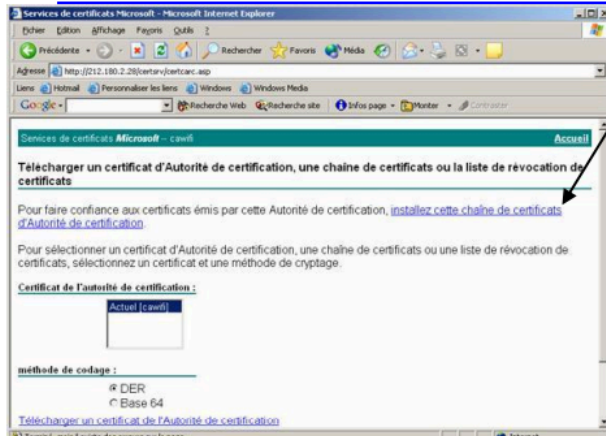 Services de certificats Microsoft - Microsoft Internet Explorer
Fichier Edition Affichage Favoris Outils ?
Précédente Rechercher Favoris Média
Adresse http://212.180.2.28/certsrv/certcarc.asp
Liens Hotmail Personnaliser les liens Windows Windows Media
Google Recherche Web Recherche site Infos page Monter Contraster
Services de certificats Microsoft -- cawifi Accueil
Télécharger un certificat d'Autorité de certification, une chaîne de certificats ou la liste de révocation de
certificats
Pour faire confiance aux certificats émis par cette Autorité de certification, installez cette chaîne de certificats
d'Autorité de certification.
Pour sélectionner un certificat d'Autorité de certification, une chaîne de certificats ou une liste de révocation de
certificats, sélectionnez un certificat et une méthode de cryptage.
Certificat de l'autorité de certification :
Actuel [cawifi]
méthode de codage :
DER
Base 64
Télécharger un certificat de l'Autorité de certification
Internet